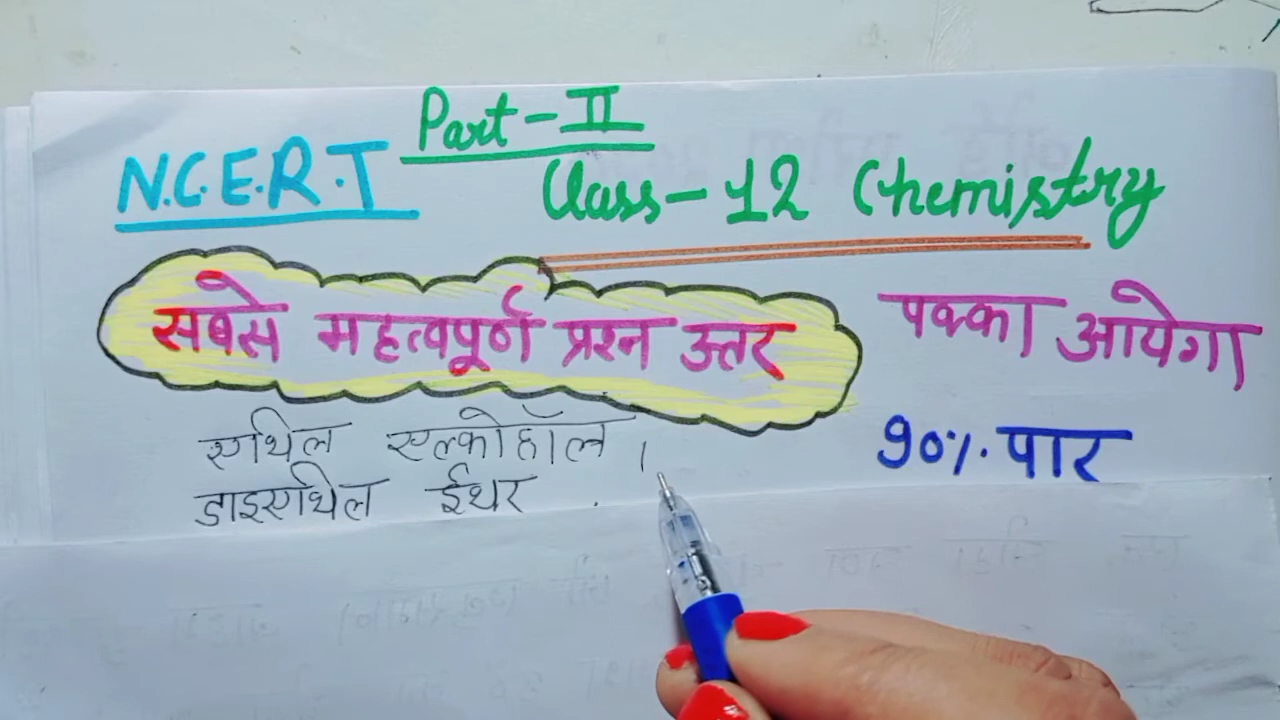 Part-II
N.C.E.R.T
Class-12 Chemistry
सबसे महत्वपूर्ण प्रश्न उत्तर
पक्का आयेगा
90%. पार
एथिल एल्कोहॉल ।
डाइएथिल ईथर .